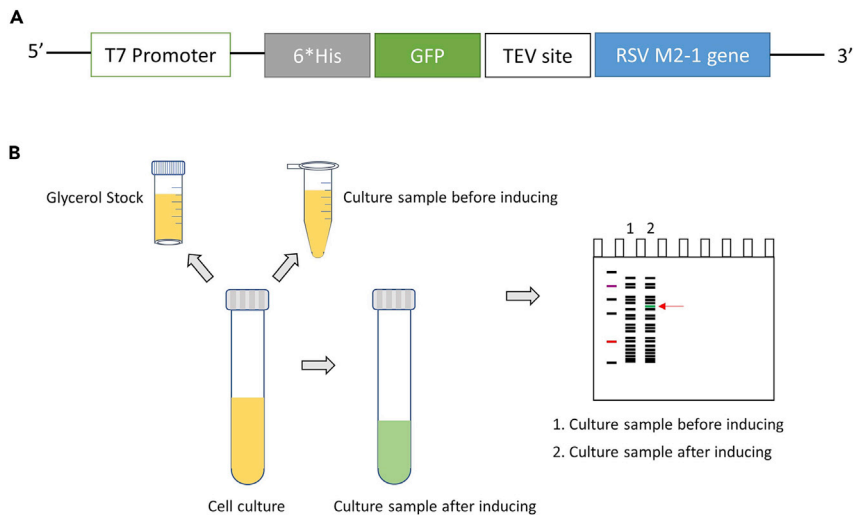 A
5’ T7 Promoter 6*His GFP TEV site RSV M2-1 gene 3’
B
Glycerol Stock
Culture sample before inducing
1 2
1. Culture sample before inducing
2. Culture sample after inducing
Cell culture
Culture sample after inducing